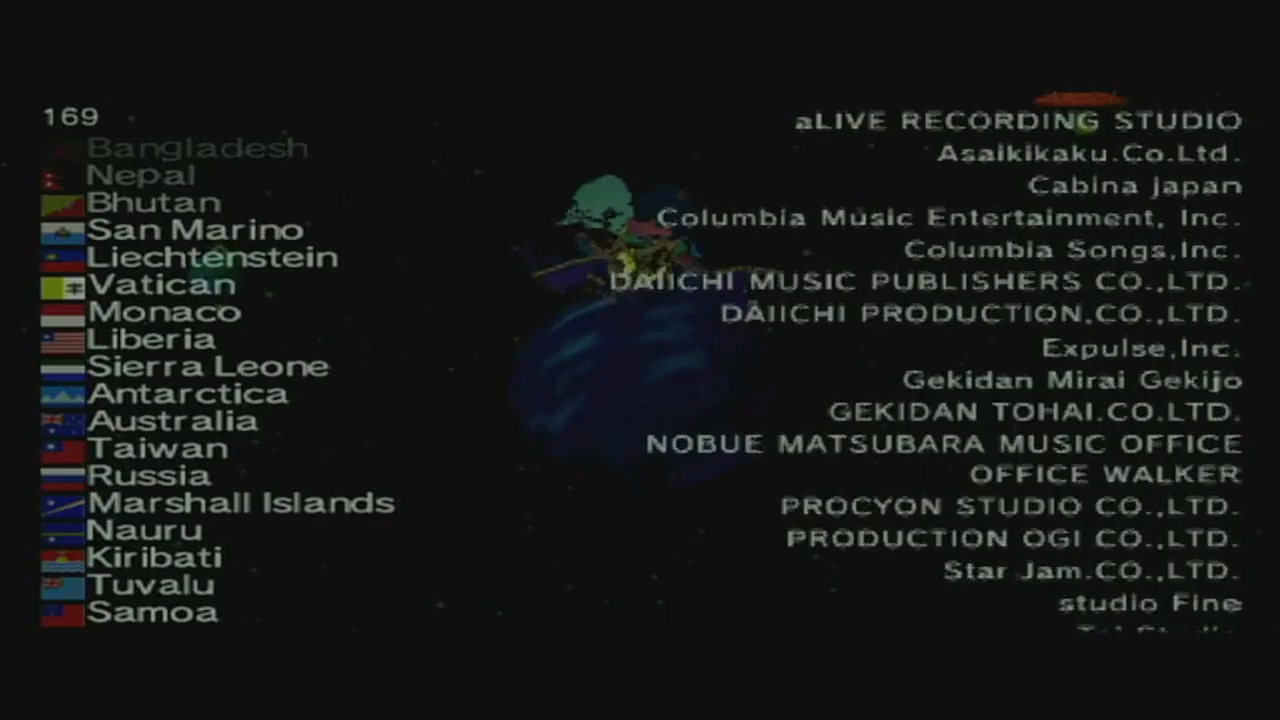 169
Bangladesh
Nepal
Bhutan
San Marino
Liechtenstein
Vatican
Monaco
Liberia
Sierra Leone
Antarctica
Australia
Taiwan
Russia
Marshall Islands
Nauru
Kiribati
Tuvalu
Samoa
aLIVE RECORDING STUDIO
Asaikikaku.Co.Ltd.
Cabina Japan
Columbia Music Entertainment, Inc.
Columbia Songs,Inc.
DAIICHI MUSIC PUBLISHERS CO.,LTD.
DAIICHI PRODUCTION,CO.,LTD.
Expulse,Inc.
Gekidan Mirai Gekijo
GEKIDAN TOHAI.CO.LTD.
NOBUE MATSUBARA MUSIC OFFICE
OFFICE WALKER
PROCYON STUDIO CO.,LTD.
PRODUCTION OGI CO.,LTD.
Star Jam.CO.,LTD.
studio Fine